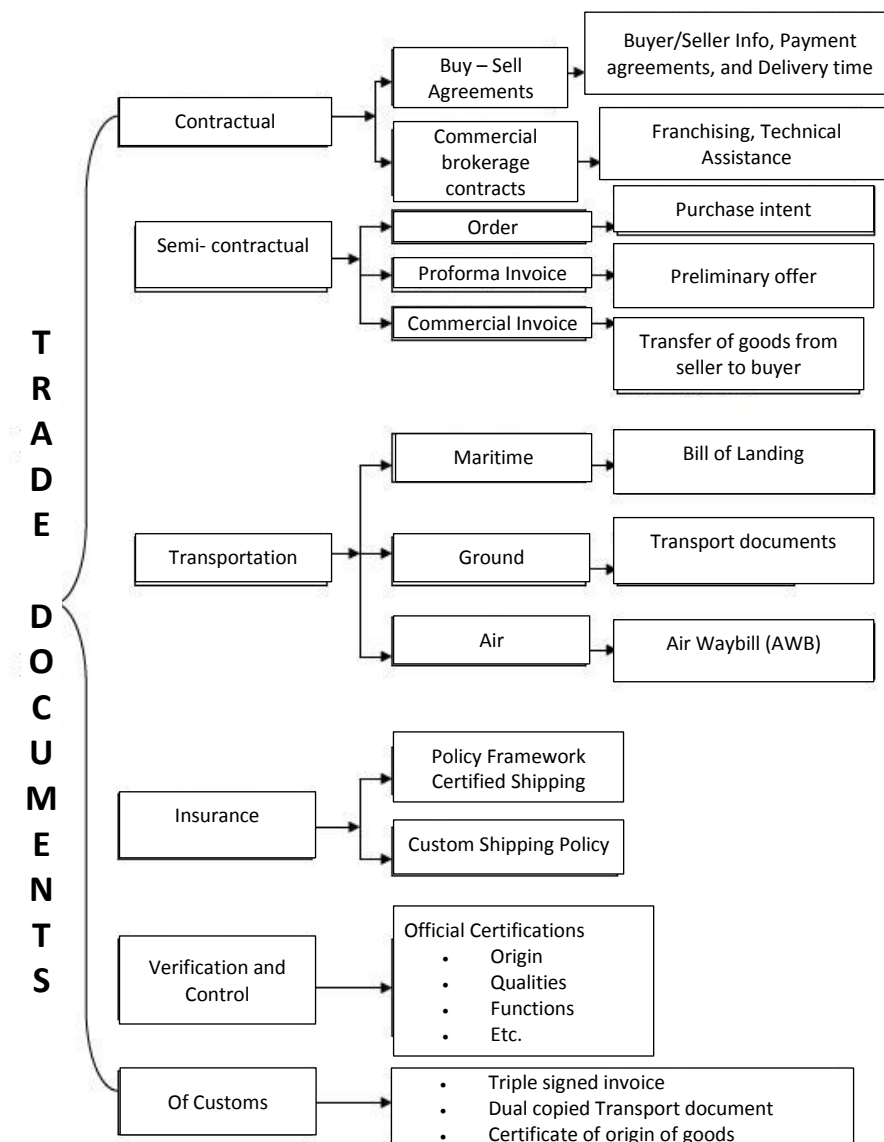 TRADE DOCUMENTS
Contractual
Buy – Sell
Agreements
Buyer/Seller Info, Payment
agreements, and Delivery time
Commercial
brokerage
contracts
Franchising, Technical
Assistance
Semi- contractual
Order
Purchase intent
Proforma Invoice
Preliminary offer
Commercial Invoice
Transfer of goods from
seller to buyer
Transportation
Maritime
Bill of Landing
Ground
Transport documents
Air
Air Waybill (AWB)
Insurance
Policy Framework
Certified Shipping
Custom Shipping Policy
Verification and
Control
Official Certifications
• Origin
• Qualities
• Functions
• Etc.
Of Customs
• Triple signed invoice
• Dual copied Transport document
• Certificate of origin of goods